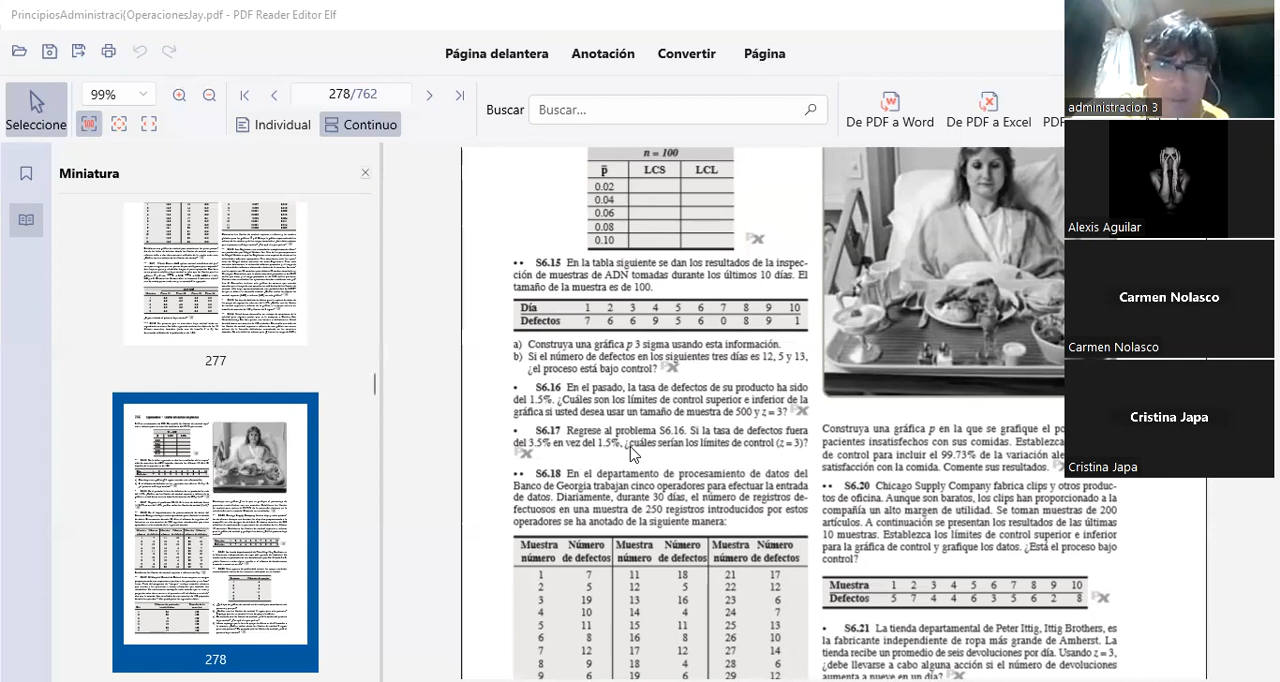 PrincipiosAdministraci(OperacionesJay.pdf - PDF Reader Editor Elf
Página delantera Anotación Convertir Página
Seleccione
99%
278/762
Individual Continuo
Buscar
Buscar...
De PDF a Word De PDF a Excel PDF
administracion 3
Alexis Aguilar
Carmen Nolasco
Carmen Nolasco
Cristina Japa
Cristina Japa
Miniatura
277
278
n = 100
p̅ LCS LCL
0.02
0.04
0.06
0.08
0.10
PX
•• S6.15 En la tabla siguiente se dan los resultados de la inspec-
ción de muestras de ADN tomadas durante los últimos 10 días. El
tamaño de la muestra es de 100.
Día 1 2 3 4 5 6 7 8 9 10
Defectos 7 6 6 9 5 6 0 8 9 1
a) Construya una gráfica p 3 sigma usando esta información.
b) Si el número de defectos en los siguientes tres días es 12, 5 y 13,
¿el proceso está bajo control? PX
• S6.16 En el pasado, la tasa de defectos de su producto ha sido
del 1.5%. ¿Cuáles son los límites de control superior e inferior de la
gráfica si usted desea usar un tamaño de muestra de 500 y z = 3? PX
• S6.17 Regrese al problema S6.16. Si la tasa de defectos fuera
del 3.5% en vez del 1.5%, ¿cuáles serían los límites de control (z = 3)?
PX
•• S6.18 En el departamento de procesamiento de datos del
Banco de Georgia trabajan cinco operadores para efectuar la entrada
de datos. Diariamente, durante 30 días, el número de registros de-
fectuosos en una muestra de 250 registros introducidos por estos
operadores se ha anotado de la siguiente manera:
Muestra Número Muestra Número Muestra Número
número de defectos número de defectos número de defectos
1 7 11 18 21 17
2 5 12 5 22 12
3 19 13 16 23 6
4 10 14 4 24 7
5 11 15 11 25 13
6 8 16 8 26 10
7 12 17 12 27 14
8 9 18 4 28 6
9 6 19 6 29 12
Construya una gráfica p en la que se grafique el po
pacientes insatisfechos con sus comidas. Establezca
de control para incluir el 99.73% de la variación ale
satisfacción con la comida. Comente sus resultados.
•• S6.20 Chicago Supply Company fabrica clips y otros produc-
tos de oficina. Aunque son baratos, los clips han proporcionado a la
compañía un alto margen de utilidad. Se toman muestras de 200
artículos. A continuación se presentan los resultados de las últimas
10 muestras. Establezca los límites de control superior e inferior
para la gráfica de control y grafique los datos. ¿Está el proceso bajo
control?
Muestra 1 2 3 4 5 6 7 8 9 10
Defectos 5 7 4 4 6 3 5 6 2 8
PX
• S6.21 La tienda departamental de Peter Ittig, Ittig Brothers, es
la fabricante independiente de ropa más grande de Amherst. La
tienda recibe un promedio de seis devoluciones por día. Usando z = 3,
¿debe llevarse a cabo alguna acción si el número de devoluciones
aumenta a nueve en un día? PX